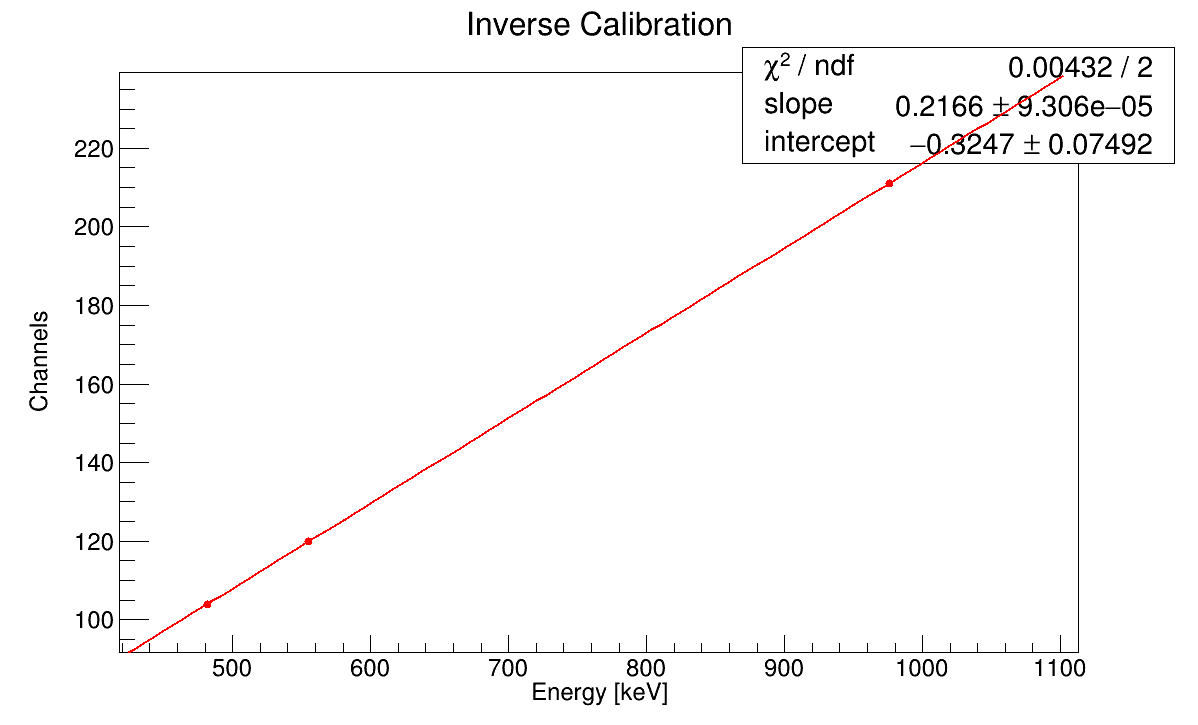 Inverse Calibration
χ² / ndf 0.00432 / 2
slope 0.2166 ± 9.306e−05
intercept −0.3247 ± 0.07492
220
200
180
160
140
120
100
Channels
500 600 700 800 900 1000 1100
Energy [keV]